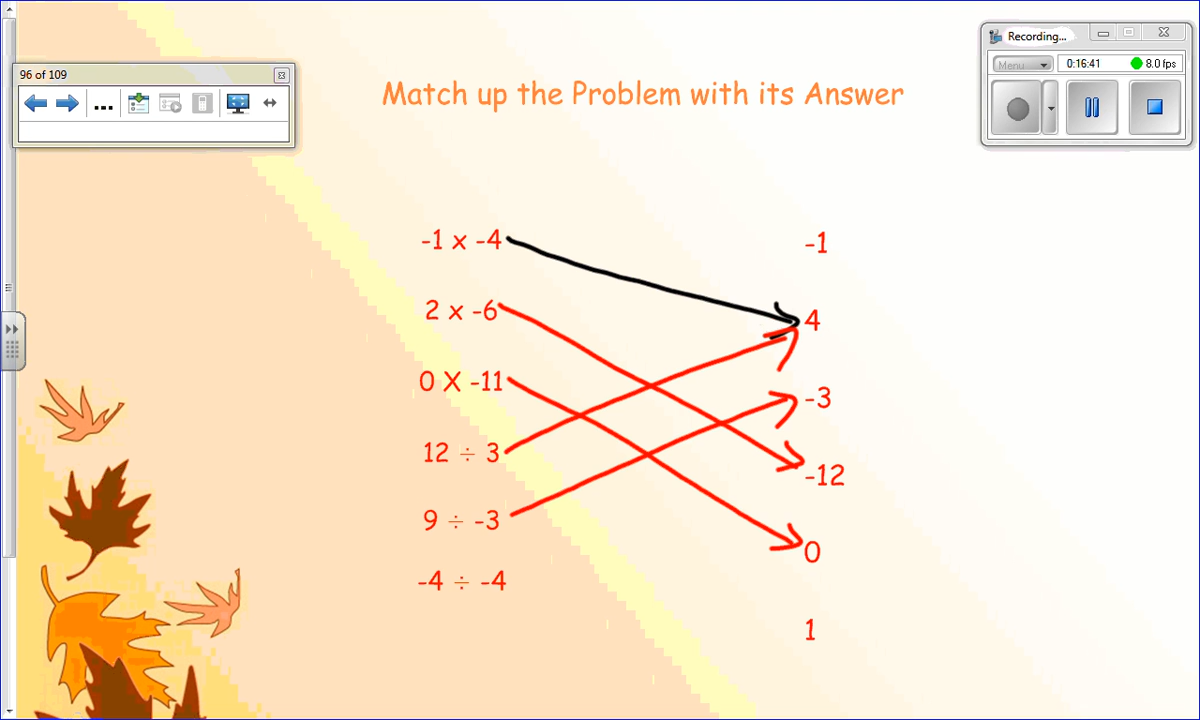 Recording...
96 of 109
Menu
0:16:41
8.0 fps
...
Match up the Problem with its Answer
-1 x -4
-1
2 x -6
4
0 X -11
-3
12 ÷ 3
-12
9 ÷ -3
0
-4 ÷ -4
1